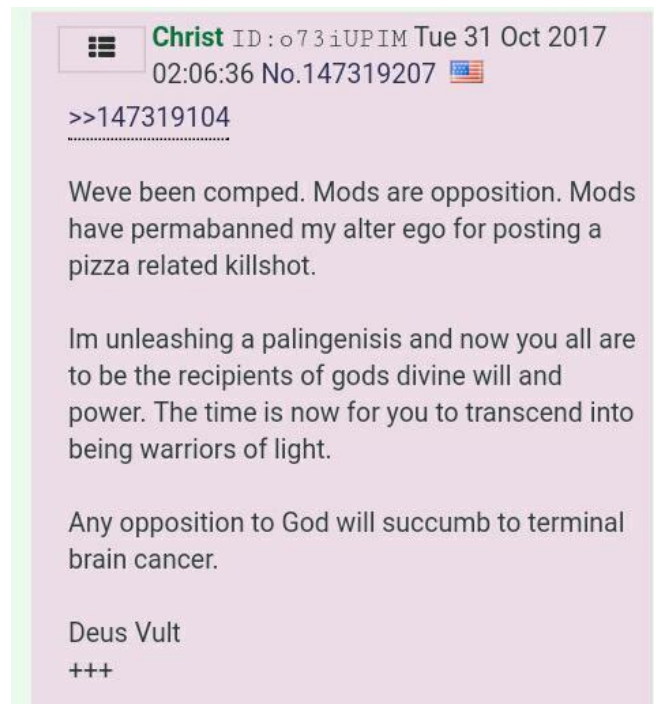 Christ ID:o73iUPIM Tue 31 Oct 2017
02:06:36 No.147319207
>>147319104
Weve been comped. Mods are opposition. Mods
have permabanned my alter ego for posting a
pizza related killshot.
Im unleashing a palingenisis and now you all are
to be the recipients of gods divine will and
power. The time is now for you to transcend into
being warriors of light.
Any opposition to God will succumb to terminal
brain cancer.
Deus Vult
+++